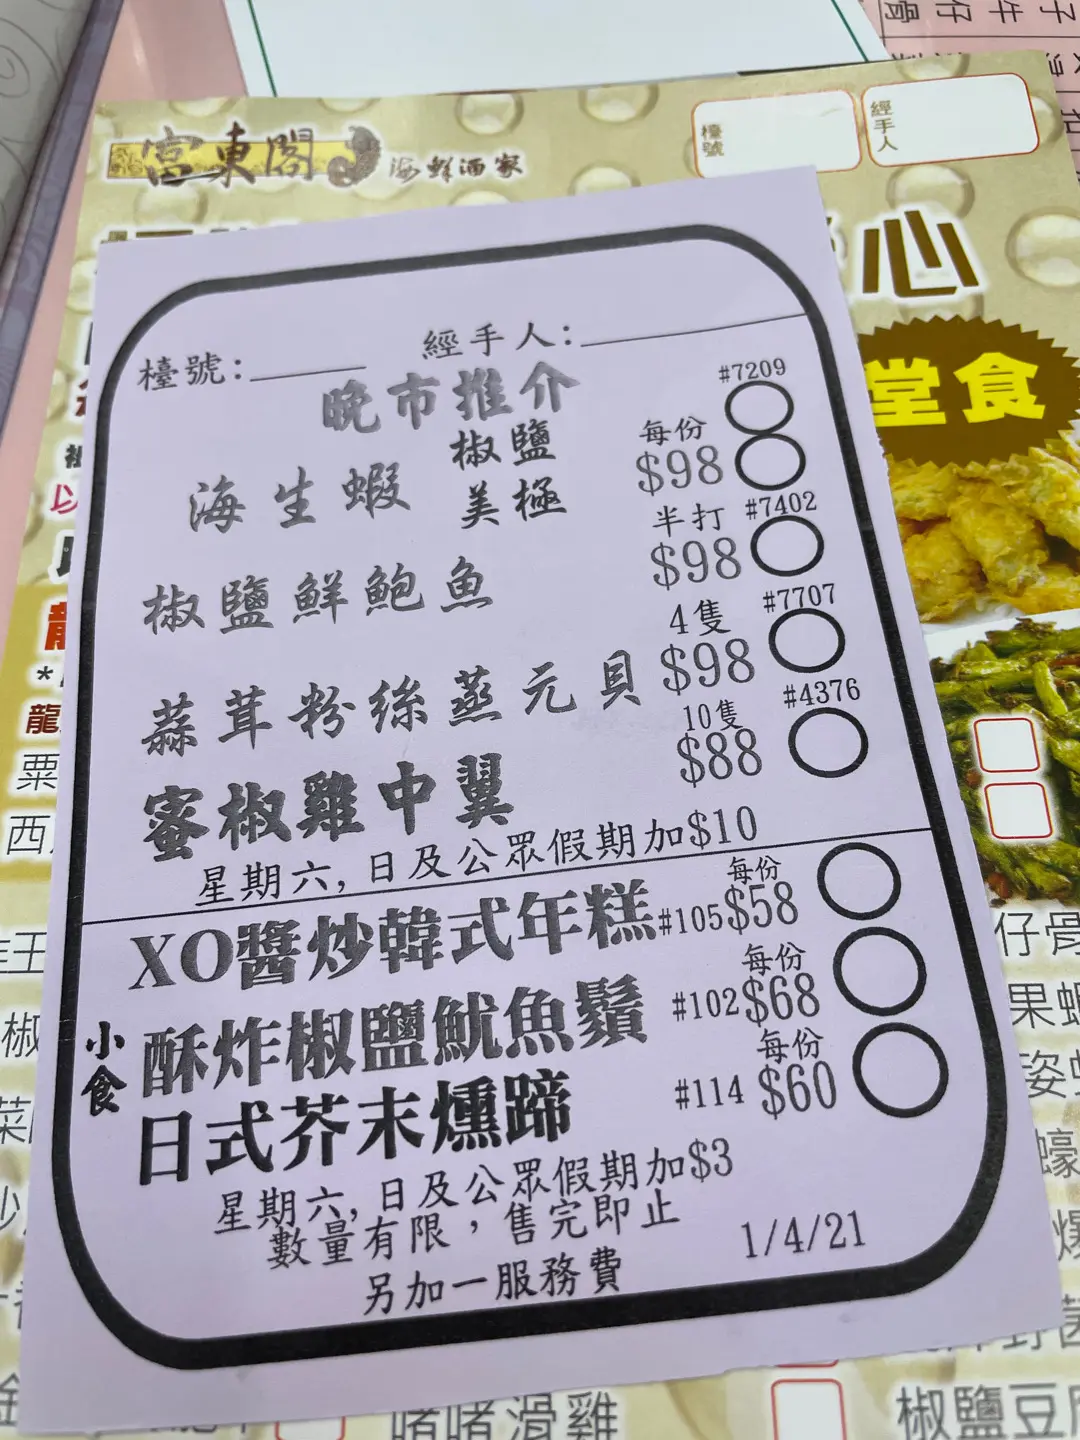 宮東閣 海鮮酒家
檯號
經手人
心
堂食
檯號:
經手人:
晚市推介
#7209
海生蝦 椒鹽 美極 每份 $98
#7402
椒鹽鮮鮑魚 半打 $98
#7707
蒜茸粉絲蒸元貝 4隻 $98
#4376
蜜椒雞中翼 10隻 $88
星期六,日及公眾假期加$10
小食
XO醬炒韓式年糕 #105 每份 $58
酥炸椒鹽魷魚鬚 #102 每份 $68
日式芥末燻蹄 #114 每份 $60
星期六,日及公眾假期加$3
數量有限，售完即止
1/4/21
另加一服務費
啫啫滑雞
椒鹽豆